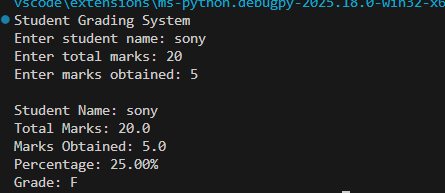 vscode\extensions\ms-python.debugpy-2025.18.0-win32-x6
Student Grading System
Enter student name: sony
Enter total marks: 20
Enter marks obtained: 5
Student Name: sony
Total Marks: 20.0
Marks Obtained: 5.0
Percentage: 25.00%
Grade: F